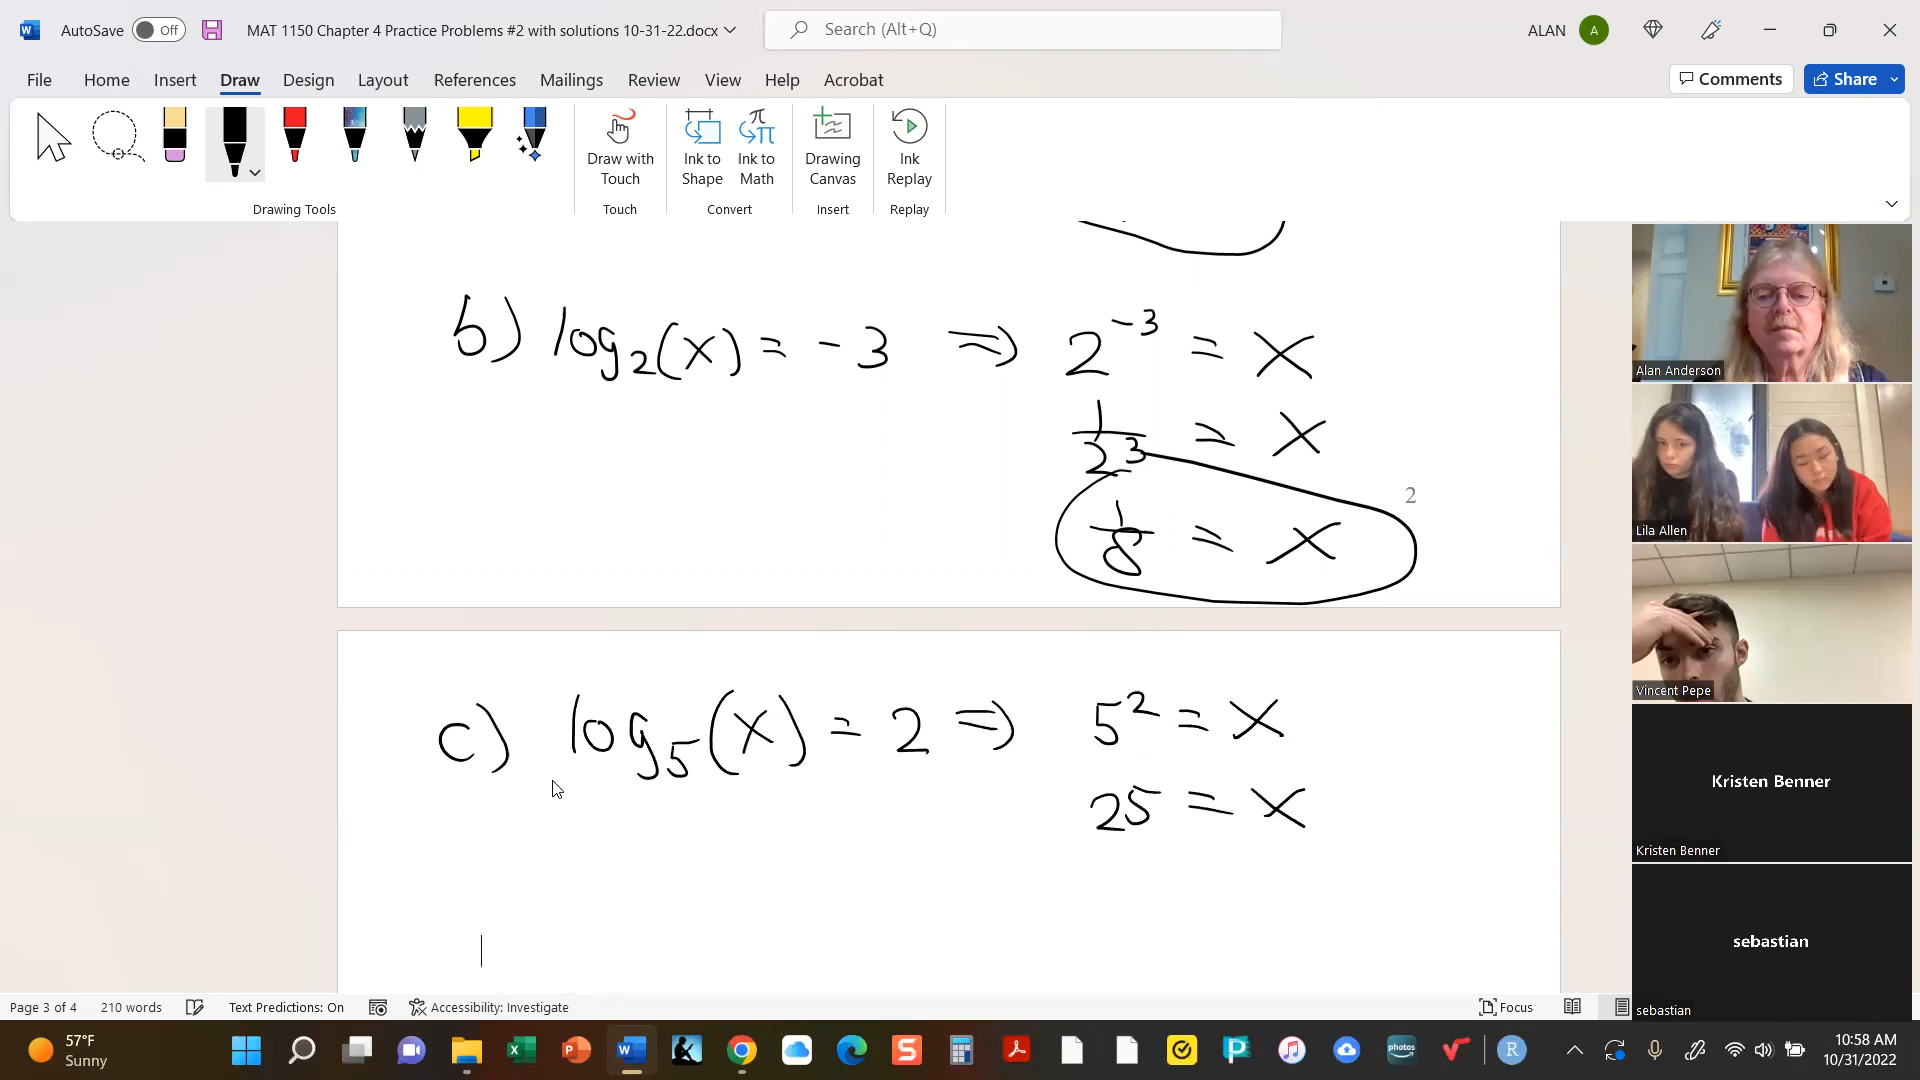 AutoSave Off MAT 1150 Chapter 4 Practice Problems #2 with solutions 10-31-22.docx Search (Alt+Q) ALAN A
File Home Insert Draw Design Layout References Mailings Review View Help Acrobat Comments Share
Draw with Touch
Ink to Shape
Ink to Math
Drawing Canvas
Ink Replay
Drawing Tools Touch Convert Insert Replay
b) log₂(x) = -3 ⇒ 2⁻³ = x
1/2³ = x
2
1/8 = x
c) log₅(x) = 2 ⇒ 5² = x
25 = x
Alan Anderson
Lila Allen
Vincent Pepe
Kristen Benner
Kristen Benner
sebastian
sebastian
Page 3 of 4 210 words Text Predictions: On Accessibility: Investigate Focus
57°F
Sunny
photos
R
10:58 AM
10/31/2022